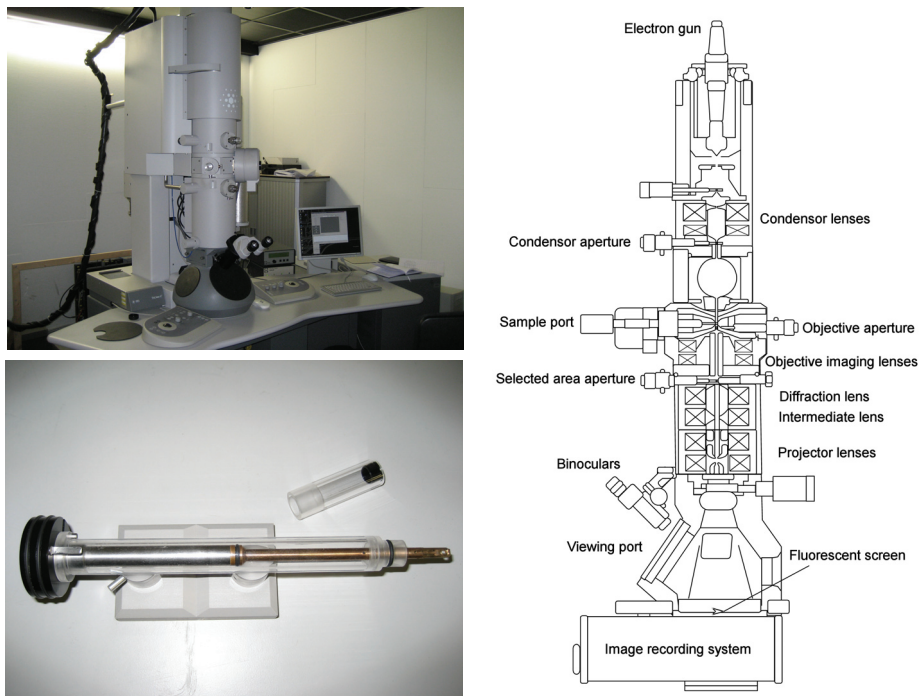 Electron gun
Condensor lenses
Condensor aperture
Sample port
Objective aperture
Objective imaging lenses
Selected area aperture
Diffraction lens
Intermediate lens
Projector lenses
Binoculars
Viewing port
Fluorescent screen
Image recording system